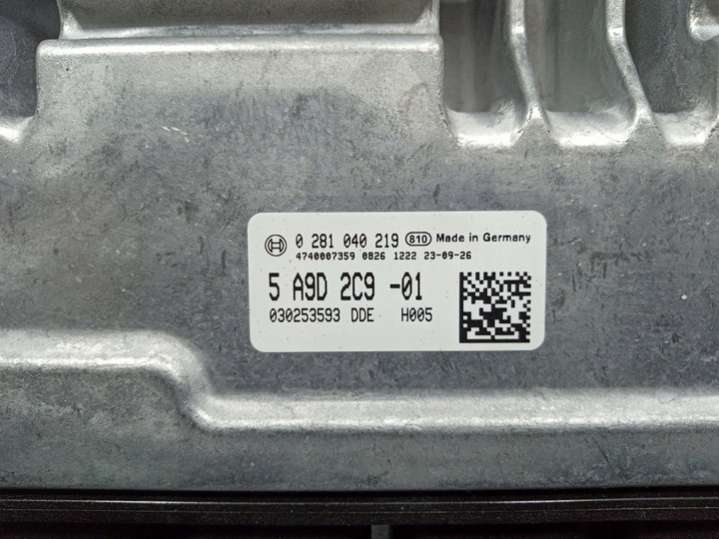 0 281 040 219 810 Made in Germany
4740007359 0826 1222 23-09-26
5 A9D 2C9 -01
030253593 DDE H005